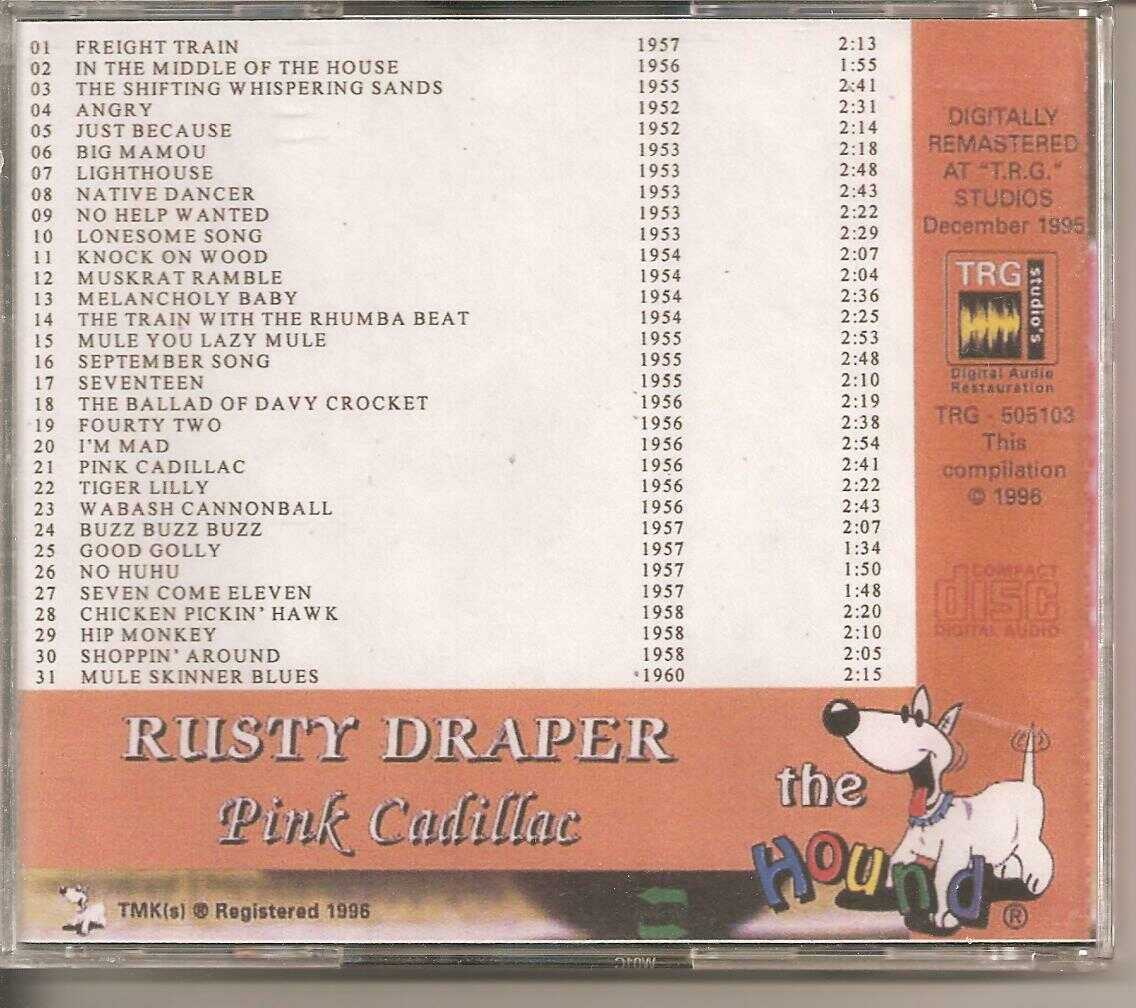 01 FREIGHT TRAIN 1957 2:13
02 IN THE MIDDLE OF THE HOUSE 1956 1:55
03 THE SHIFTING WHISPERING SANDS 1955 2:41
04 ANGRY 1952 2:31
05 JUST BECAUSE 1952 2:14
06 BIG MAMOU 1953 2:18
07 LIGHTHOUSE 1953 2:48
08 NATIVE DANCER 1953 2:43
09 NO HELP WANTED 1953 2:22
10 LONESOME SONG 1953 2:29
11 KNOCK ON WOOD 1954 2:07
12 MUSKRAT RAMBLE 1954 2:04
13 MELANCHOLY BABY 1954 2:36
14 THE TRAIN WITH THE RHUMBA BEAT 1954 2:25
15 MULE YOU LAZY MULE 1955 2:53
16 SEPTEMBER SONG 1955 2:48
17 SEVENTEEN 1955 2:10
18 THE BALLAD OF DAVY CROCKET 1956 2:19
19 FOURTY TWO 1956 2:38
20 I'M MAD 1956 2:54
21 PINK CADILLAC 1956 2:41
22 TIGER LILLY 1956 2:22
23 WABASH CANNONBALL 1956 2:43
24 BUZZ BUZZ BUZZ 1957 2:07
25 GOOD GOLLY 1957 1:34
26 NO HUHU 1957 1:50
27 SEVEN COME ELEVEN 1957 1:48
28 CHICKEN PICKIN' HAWK 1958 2:20
29 HIP MONKEY 1958 2:10
30 SHOPPIN' AROUND 1958 2:05
31 MULE SKINNER BLUES 1960 2:15
DIGITALLY
REMASTERED
AT "T.R.G."
STUDIOS
December 1995
TRG
studio's
Digital Audio
Restauration
TRG - 505103
This
compilation
© 1996
COMPACT
disc
DIGITAL AUDIO
RUSTY DRAPER
Pink Cadillac
the
Hound
®
TMK(s) ® Registered 1996